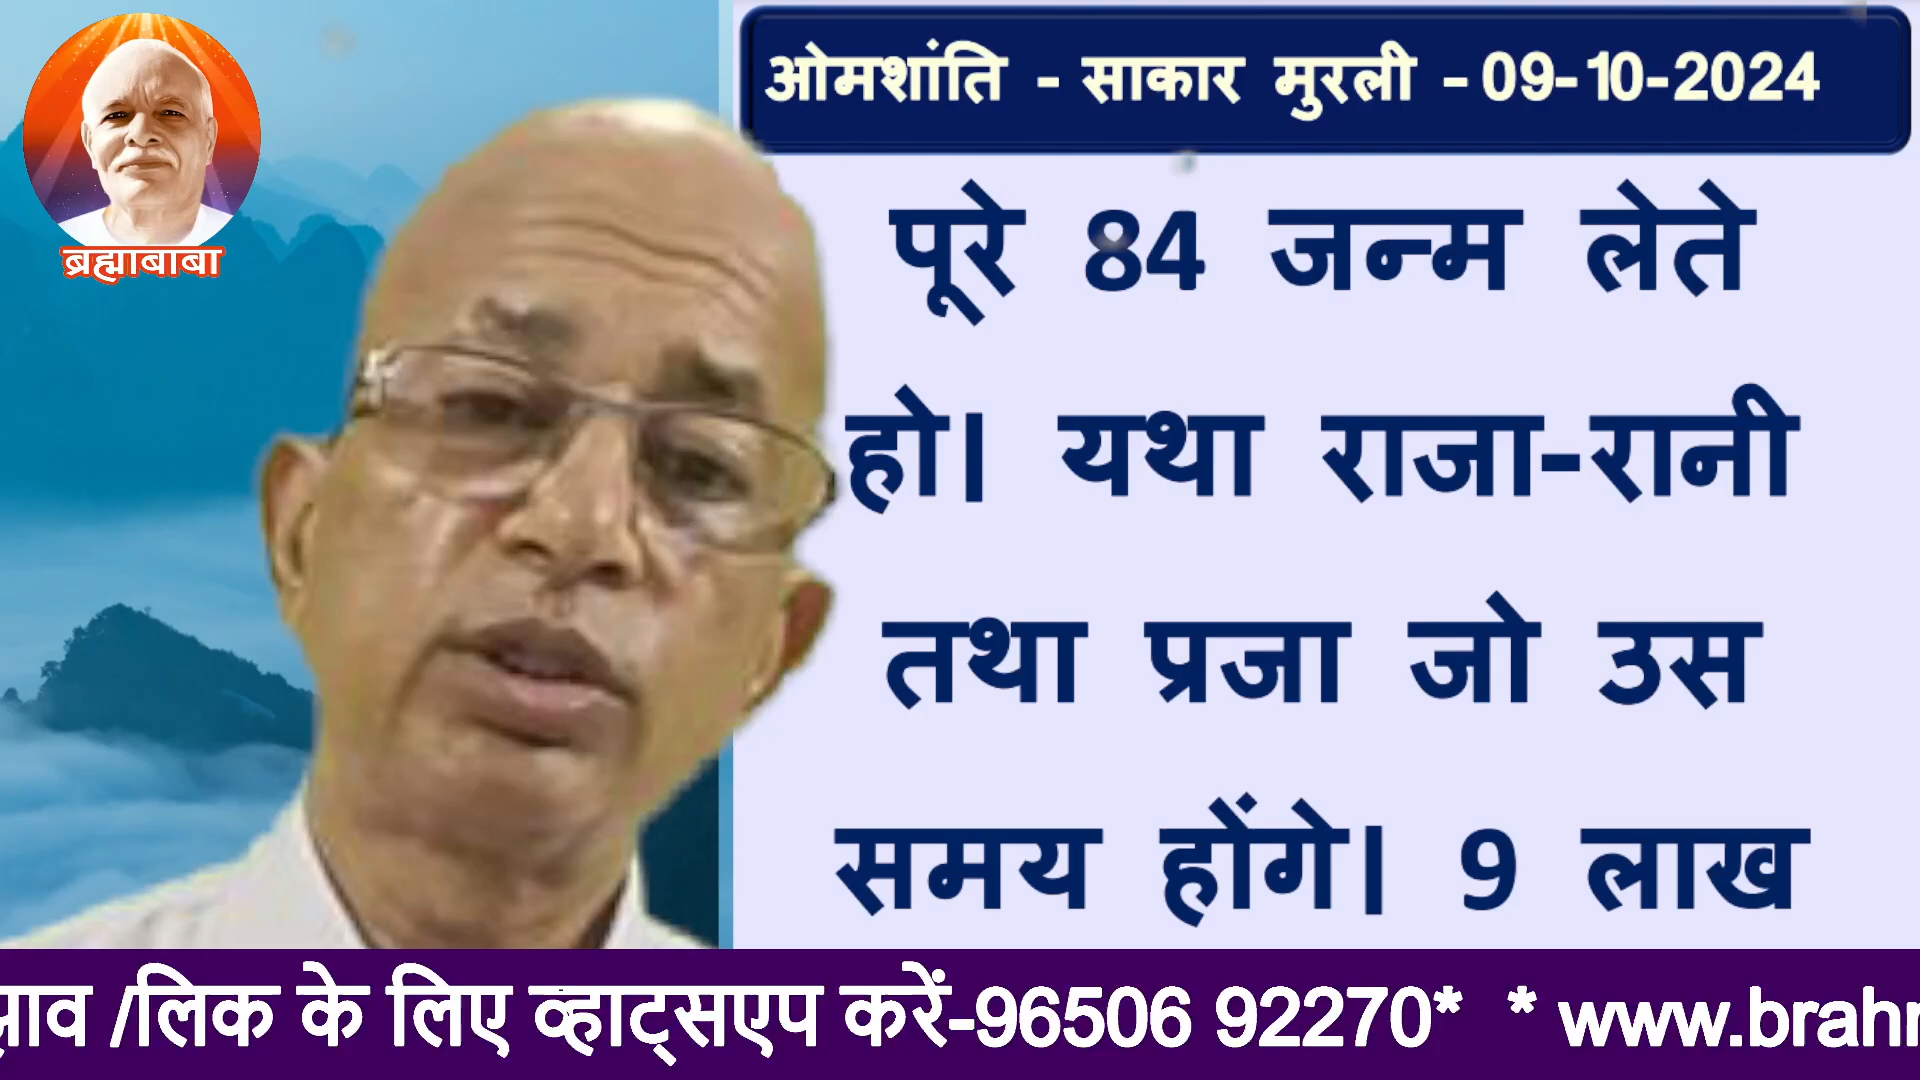 ओमशांति - साकार मुरली - 09-10-2024
ब्रह्माबाबा
पूरे 84 जन्म लेते
हो। यथा राजा-रानी
तथा प्रजा जो उस
समय होंगे। 9 लाख
/लिंक के लिए व्हाट्सएप करें-96506 92270* * www.brahm